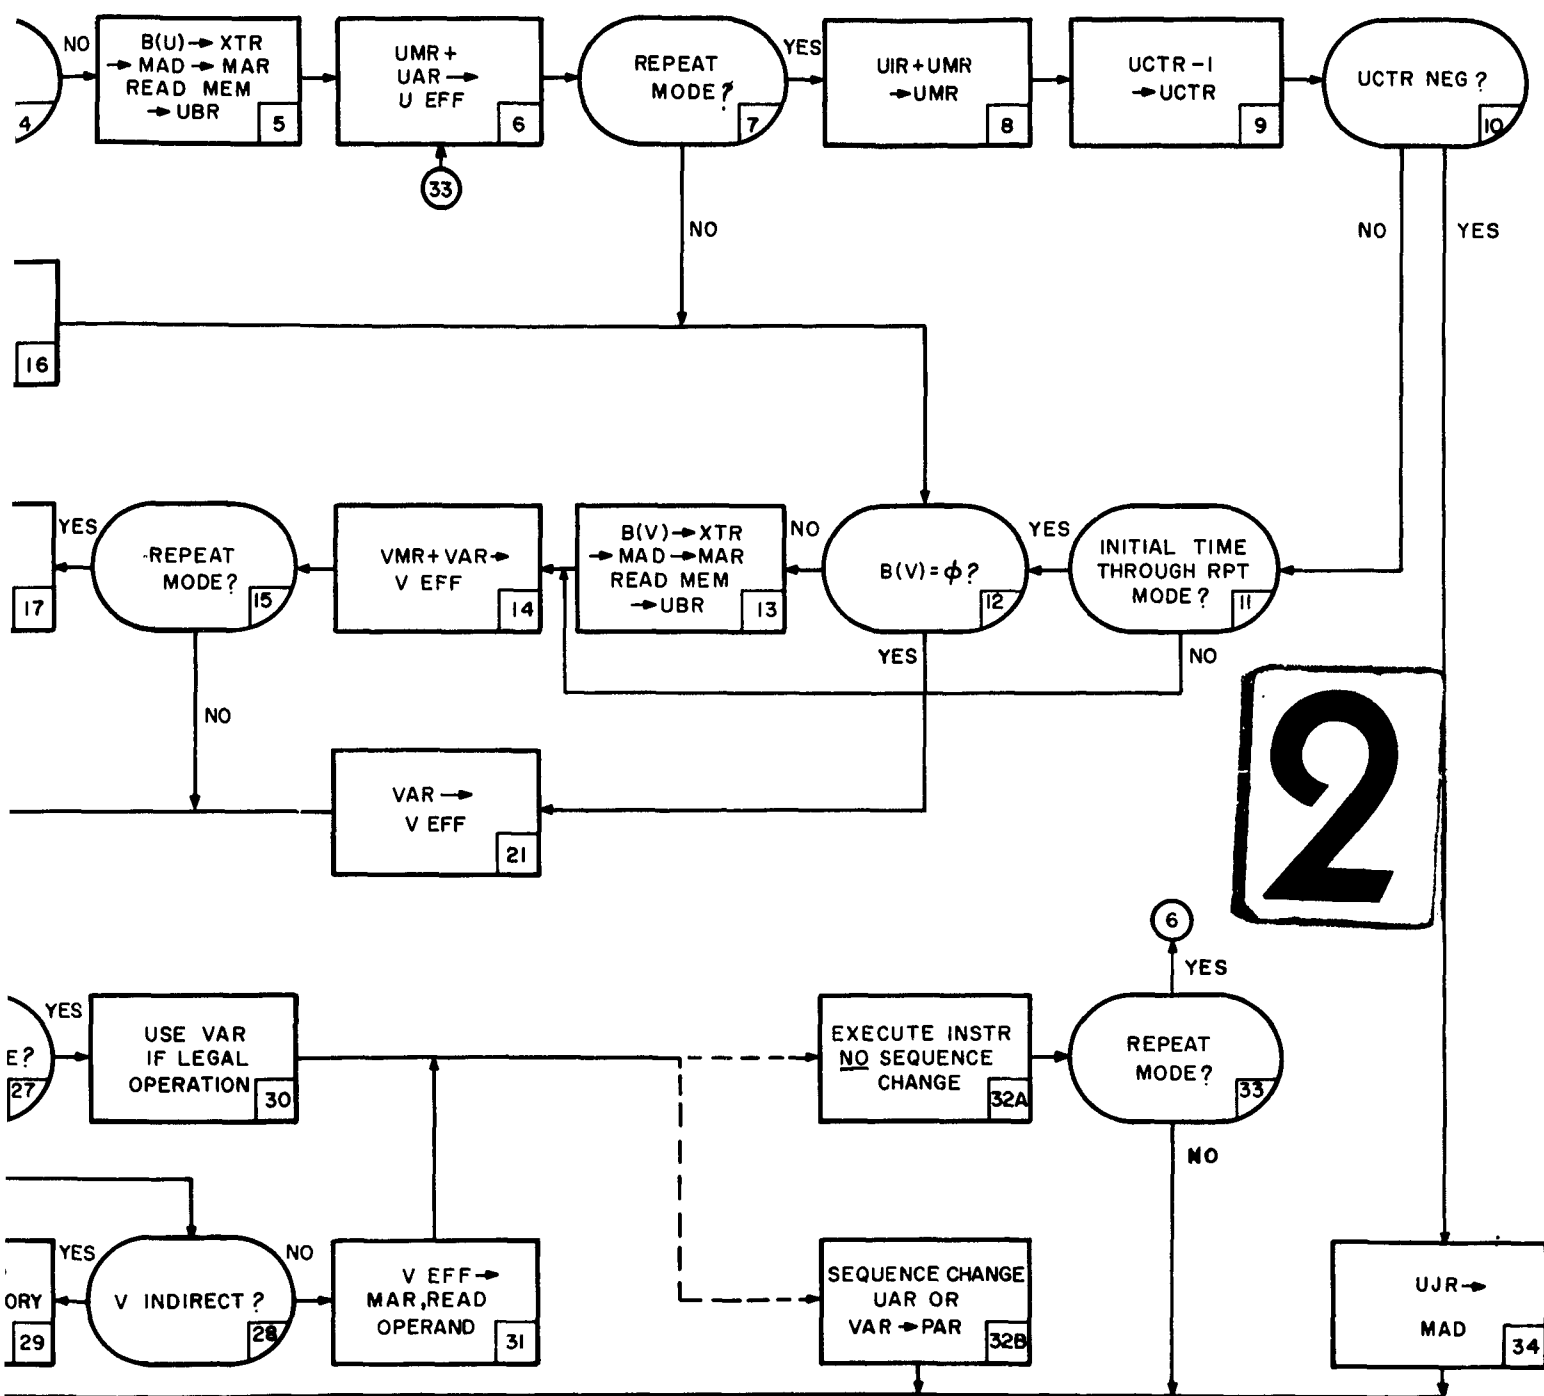 4
NO
B(U)→XTR
→MAD→MAR
READ MEM
→UBR
5
UMR+
UAR→
U EFF
6
33
REPEAT
MODE?
7
YES
NO
UIR+UMR
→UMR
8
UCTR-1
→UCTR
9
UCTR NEG?
10
NO
YES
16
17
YES
REPEAT
MODE?
15
NO
VMR+VAR→
V EFF
14
B(V)→XTR
→MAD→MAR
READ MEM
→UBR
13
NO
B(V)=ϕ?
12
YES
YES
INITIAL TIME
THROUGH RPT
MODE?
11
NO
VAR→
V EFF
21
2
E?
27
YES
USE VAR
IF LEGAL
OPERATION
30
EXECUTE INSTR
NO SEQUENCE
CHANGE
32A
6
YES
REPEAT
MODE?
33
NO
ORY
29
YES
V INDIRECT?
28
NO
V EFF→
MAR,READ
OPERAND
31
SEQUENCE CHANGE
UAR OR
VAR→PAR
32B
UJR→
MAD
34